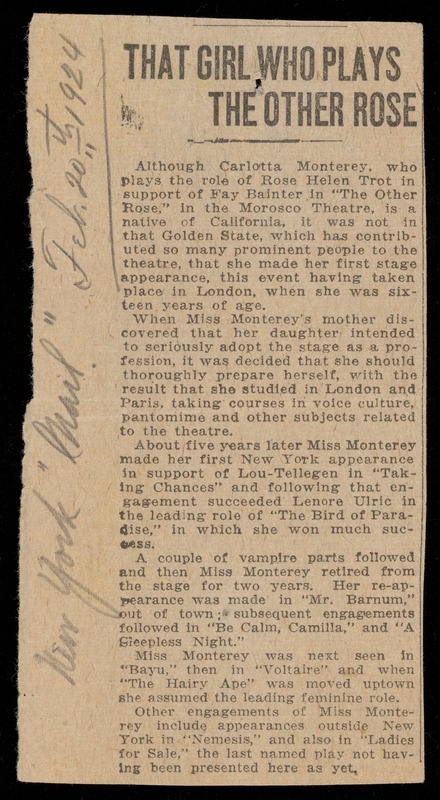 THAT GIRL WHO PLAYS
THE OTHER ROSE
Although Carlotta Monterey, who
plays the role of Rose Helen Trot in
support of Fay Bainter in "The Other
Rose," in the Morosco Theatre, is a
native of California, it was not in
that Golden State, which has contrib-
uted so many prominent people to the
theatre, that she made her first stage
appearance, this event having taken
place in London, when she was six-
teen years of age.
When Miss Monterey's mother dis-
covered that her daughter intended
to seriously adopt the stage as a pro-
fession, it was decided that she should
thoroughly prepare herself, with the
result that she studied in London and
Paris, taking courses in voice culture,
pantomime and other subjects related
to the theatre.
About five years later Miss Monterey
made her first New York appearance
in support of Lou-Tellegen in "Tak-
ing Chances" and following that en-
gagement succeeded Lenore Ulric in
the leading role of "The Bird of Para-
dise," in which she won much suc-
cess.
A couple of vampire parts followed
and then Miss Monterey retired from
the stage for two years. Her re-ap-
pearance was made in "Mr. Barnum,"
out of town; subsequent engagements
followed in "Be Calm, Camilla," and "A
Sleepless Night."
Miss Monterey was next seen in
"Bayu," then in "Voltaire" and when
"The Hairy Ape" was moved uptown
she assumed the leading feminine role.
Other engagements of Miss Monte-
rey include appearances outside New
York in "Nemesis," and also in "Ladies
for Sale," the last named play not hav-
ing been presented here as yet.
New York "Mail." Feb. 20th 1924